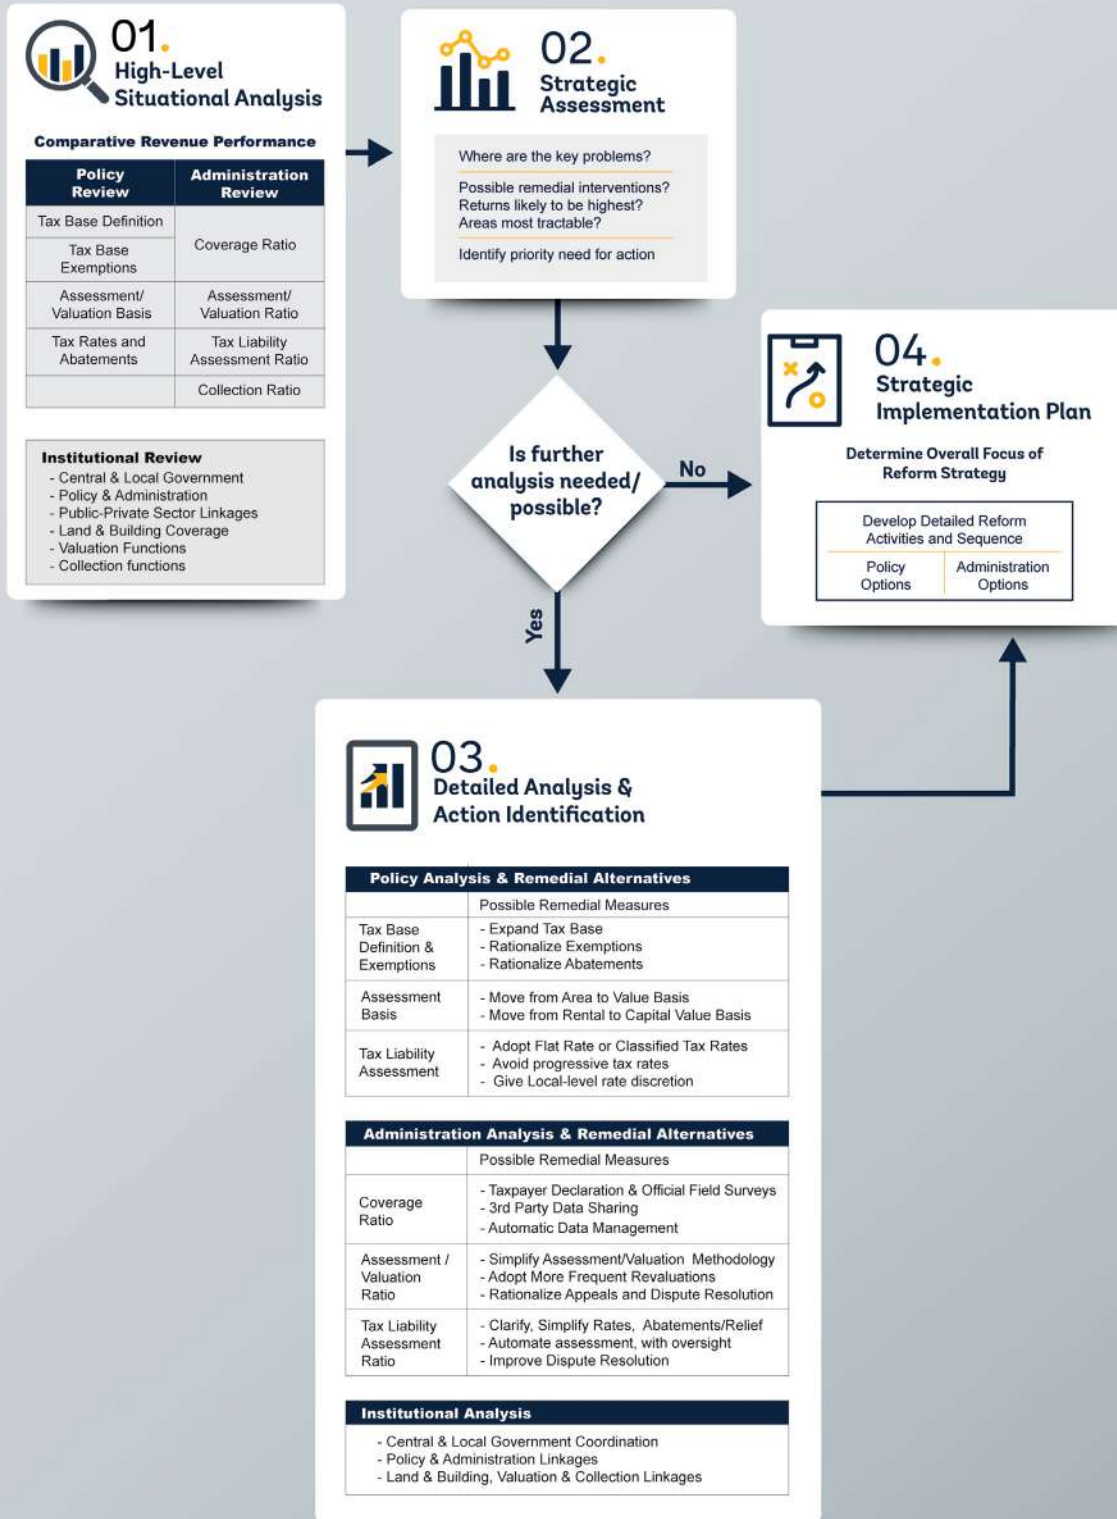 01.
High-Level
Situational Analysis
Comparative Revenue Performance
Policy
Review
Administration
Review
Tax Base Definition
Coverage Ratio
Tax Base
Exemptions
Assessment/
Valuation Basis
Assessment/
Valuation Ratio
Tax Rates and
Abatements
Tax Liability
Assessment Ratio
Collection Ratio
Institutional Review
- Central & Local Government
- Policy & Administration
- Public-Private Sector Linkages
- Land & Building Coverage
- Valuation Functions
- Collection functions
02.
Strategic
Assessment
Where are the key problems?
Possible remedial interventions?
Returns likely to be highest?
Areas most tractable?
Identify priority need for action
Is further
analysis needed/
possible?
No
Yes
03.
Detailed Analysis &
Action Identification
Policy Analysis & Remedial Alternatives
Possible Remedial Measures
Tax Base
Definition &
Exemptions
- Expand Tax Base
- Rationalize Exemptions
- Rationalize Abatements
Assessment
Basis
- Move from Area to Value Basis
- Move from Rental to Capital Value Basis
Tax Liability
Assessment
- Adopt Flat Rate or Classified Tax Rates
- Avoid progressive tax rates
- Give Local-level rate discretion
Administration Analysis & Remedial Alternatives
Possible Remedial Measures
Coverage
Ratio
- Taxpayer Declaration & Official Field Surveys
- 3rd Party Data Sharing
- Automatic Data Management
Assessment /
Valuation
Ratio
- Simplify Assessment/Valuation Methodology
- Adopt More Frequent Revaluations
- Rationalize Appeals and Dispute Resolution
Tax Liability
Assessment
Ratio
- Clarify, Simplify Rates, Abatements/Relief
- Automate assessment, with oversight
- Improve Dispute Resolution
Institutional Analysis
- Central & Local Government Coordination
- Policy & Administration Linkages
- Land & Building, Valuation & Collection Linkages
04.
Strategic
Implementation Plan
Determine Overall Focus of
Reform Strategy
Develop Detailed Reform
Activities and Sequence
Policy
Options
Administration
Options